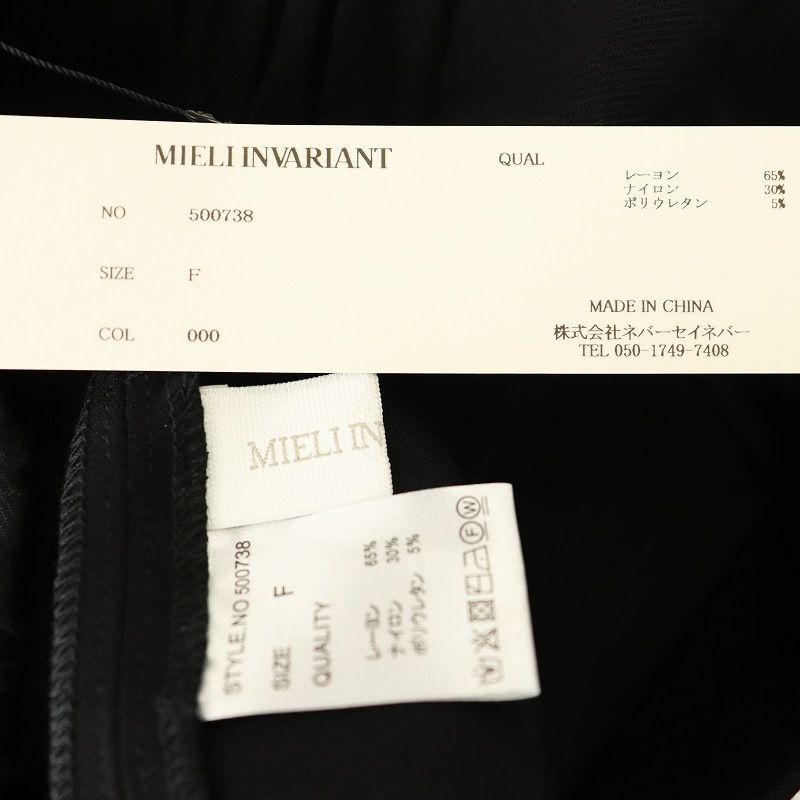 MIELI INVARIANT
QUAL
レーヨン 65%
ナイロン 30%
ポリウレタン 5%
NO 500738
SIZE F
COL 000
MADE IN CHINA
株式会社ネバーセイネバー
TEL 050-1749-7408
MIELI IN
STYLE.NO 500738
SIZE F
QUALITY
レーヨン 65%
ナイロン 30%
ポリウレタン 5%
F W